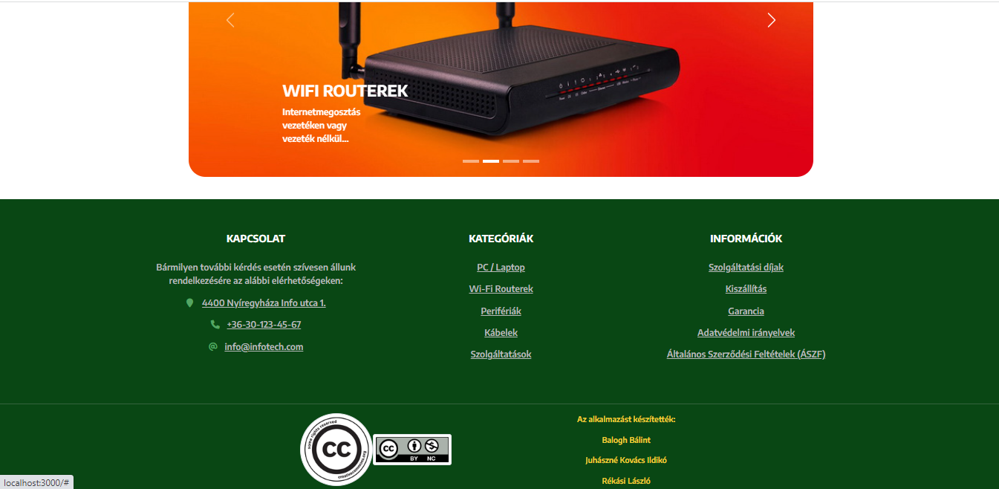 WIFI ROUTEREK
Internetmegosztás
vezetéken vagy
vezeték nélkül...
KAPCSOLAT
Bármilyen további kérdés esetén szívesen állunk
rendelkezésére az alábbi elérhetőségeken:
4400 Nyíregyháza Info utca 1.
+36-30-123-45-67
info@infotech.com
KATEGÓRIÁK
PC / Laptop
Wi-Fi Routerek
Perifériák
Kábelek
Szolgáltatások
INFORMÁCIÓK
Szolgáltatási díjak
Kiszállítás
Garancia
Adatvédelmi irányelvek
Általános Szerződési Feltételek (ÁSZF)
some rights reserved
CC
creativecommons.org
CC
BY NC
Az alkalmazást készítették:
Balogh Bálint
Juhászné Kovács Ildikó
Rékási László
localhost:3000/#